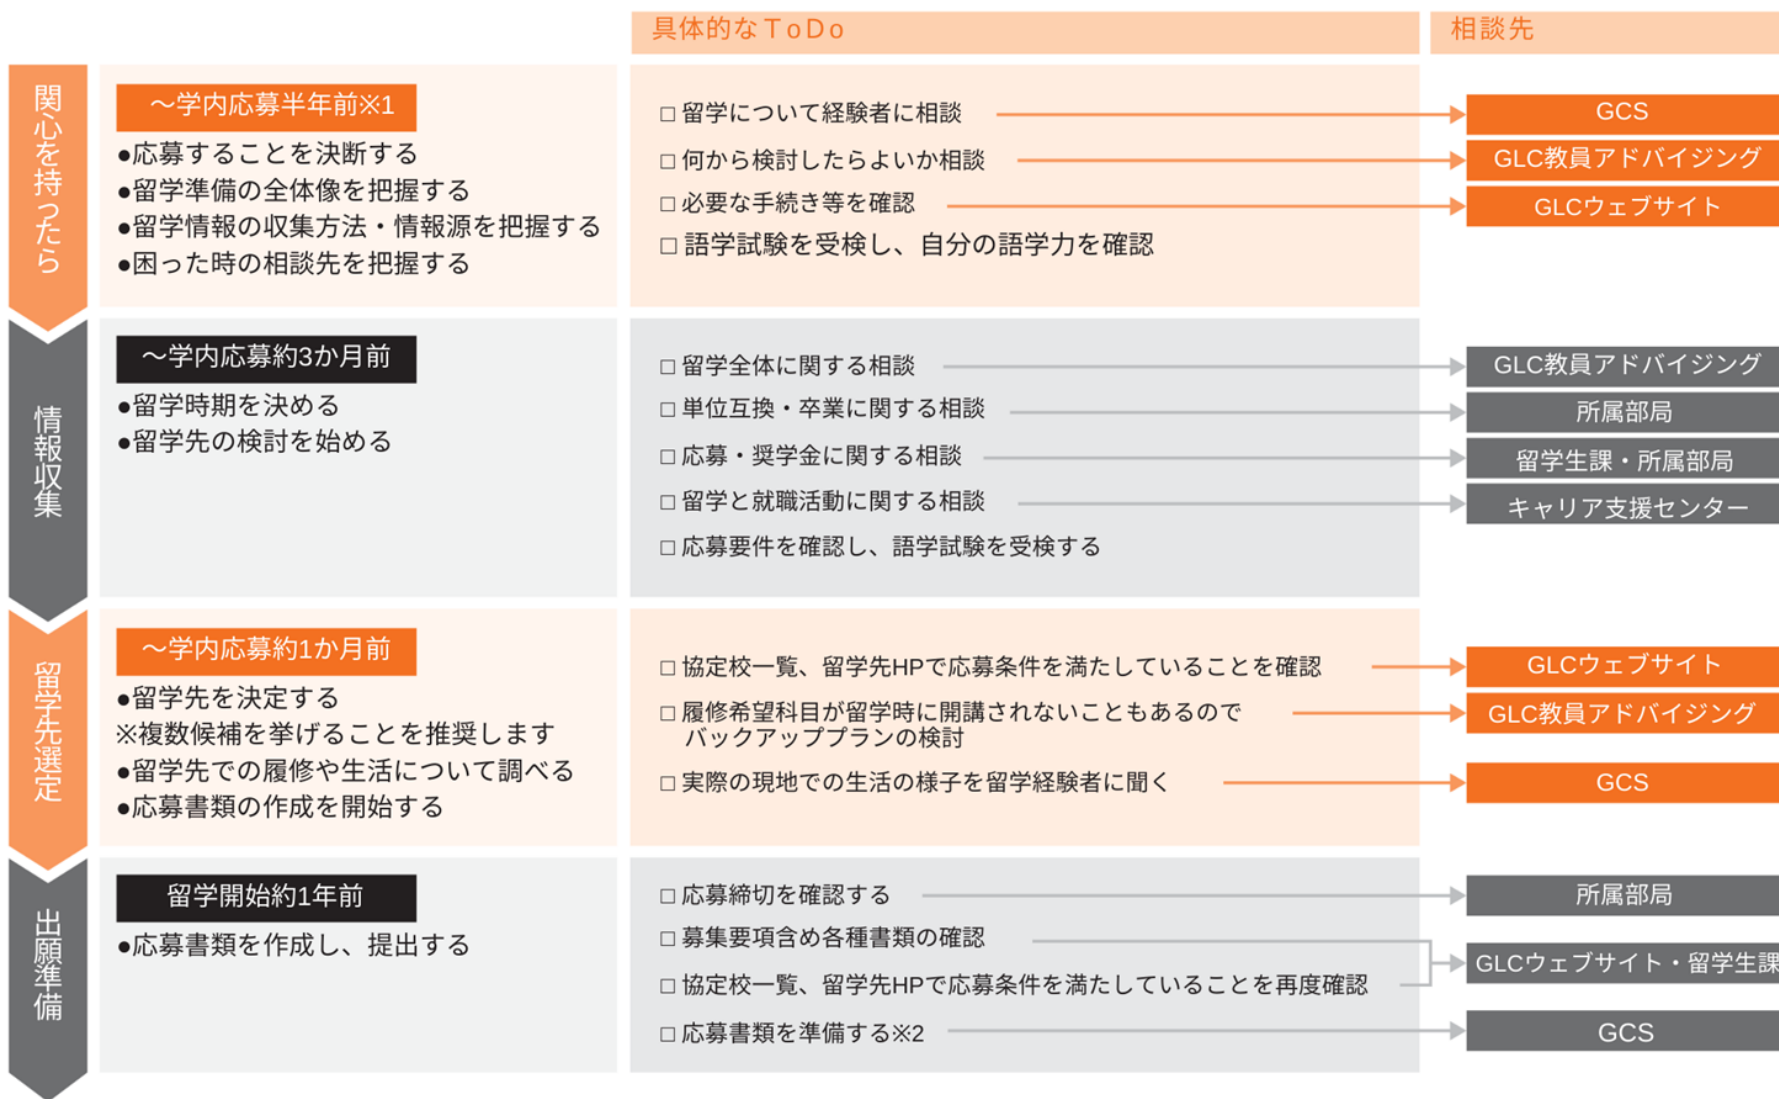 具体的なToDo
相談先
関心を持ったら
～学内応募半年前※1
●応募することを決断する
●留学準備の全体像を把握する
●留学情報の収集方法・情報源を把握する
●困った時の相談先を把握する
□ 留学について経験者に相談
GCS
□ 何から検討したらよいか相談
GLC教員アドバイジング
□ 必要な手続き等を確認
GLCウェブサイト
□ 語学試験を受検し、自分の語学力を確認
情報収集
～学内応募約3か月前
●留学時期を決める
●留学先の検討を始める
□ 留学全体に関する相談
GLC教員アドバイジング
□ 単位互換・卒業に関する相談
所属部局
□ 応募・奨学金に関する相談
留学生課・所属部局
□ 留学と就職活動に関する相談
キャリア支援センター
□ 応募要件を確認し、語学試験を受検する
留学先選定
～学内応募約1か月前
●留学先を決定する
※複数候補を挙げることを推奨します
●留学先での履修や生活について調べる
●応募書類の作成を開始する
□ 協定校一覧、留学先HPで応募条件を満たしていることを確認
GLCウェブサイト
□ 履修希望科目が留学時に開講されないこともあるので
バックアッププランの検討
GLC教員アドバイジング
□ 実際の現地での生活の様子を留学経験者に聞く
GCS
出願準備
留学開始約1年前
●応募書類を作成し、提出する
□ 応募締切を確認する
所属部局
□ 募集要項含め各種書類の確認
□ 協定校一覧、留学先HPで応募条件を満たしていることを再度確認
GLCウェブサイト・留学生課
□ 応募書類を準備する※2
GCS